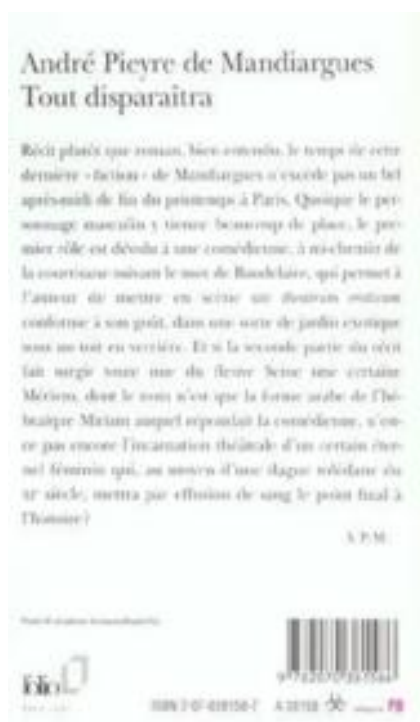 André Pieyre de Mandiargues
Tout disparaîtra
Récit plutôt que roman, bien entendu, le temps de cette
dernière « fiction » de Mandiargues n'excède pas un bel
après-midi de fin du printemps à Paris. Quoique le per-
sonnage masculin y tienne beaucoup de place, le pre-
mier rôle est dévolu à une comédienne, à mi-chemin de
la courtisane suivant le mot de Baudelaire, qui permet à
l'auteur de mettre en scène un theatrum eroticum
conforme à son goût, dans une sorte de jardin exotique
sous un toit en verrière. Et si la seconde partie du récit
fait surgir toute nue du fleuve Seine une certaine
Mériem, dont le nom n'est que la forme arabe de l'hé-
braïque Miriam auquel répondait la comédienne, n'est-
ce pas encore l'incarnation théâtrale d'un certain éter-
nel féminin qui, au moyen d'une dague tolédane du
siècle, mettra par effusion de sang le point final à
l'histoire?
A. P. M.
folio